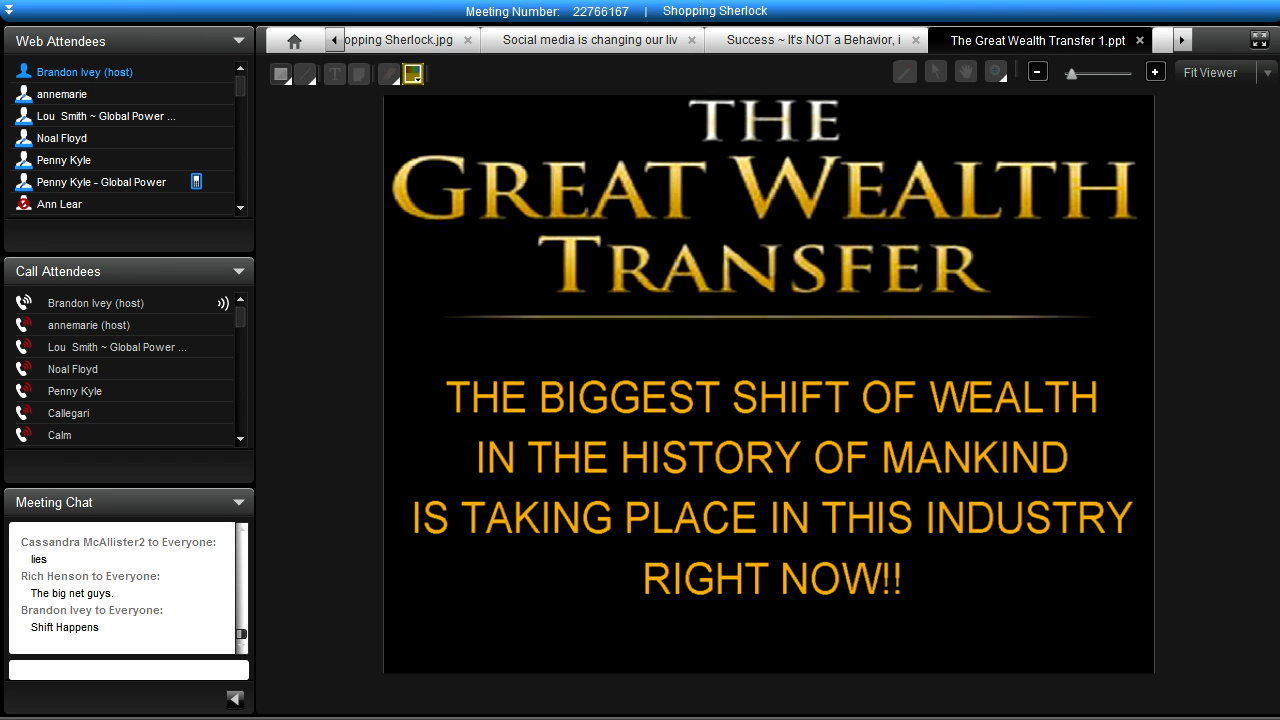 Meeting Number: 22766167 | Shopping Sherlock
Web Attendees
Brandon Ivey (host)
annemarie
Lou Smith ~ Global Power ...
Noal Floyd
Penny Kyle
Penny Kyle - Global Power
Ann Lear
Call Attendees
Brandon Ivey (host)
annemarie (host)
Lou Smith ~ Global Power ...
Noal Floyd
Penny Kyle
Callegari
Calm
Meeting Chat
Cassandra McAllister2 to Everyone:
lies
Rich Henson to Everyone:
The big net guys.
Brandon Ivey to Everyone:
Shift Happens
opping Sherlock.jpg
Social media is changing our liv
Success ~ It's NOT a Behavior, i
The Great Wealth Transfer 1.ppt
T
Fit Viewer
THE
GREAT WEALTH
TRANSFER
THE BIGGEST SHIFT OF WEALTH
IN THE HISTORY OF MANKIND
IS TAKING PLACE IN THIS INDUSTRY
RIGHT NOW!!